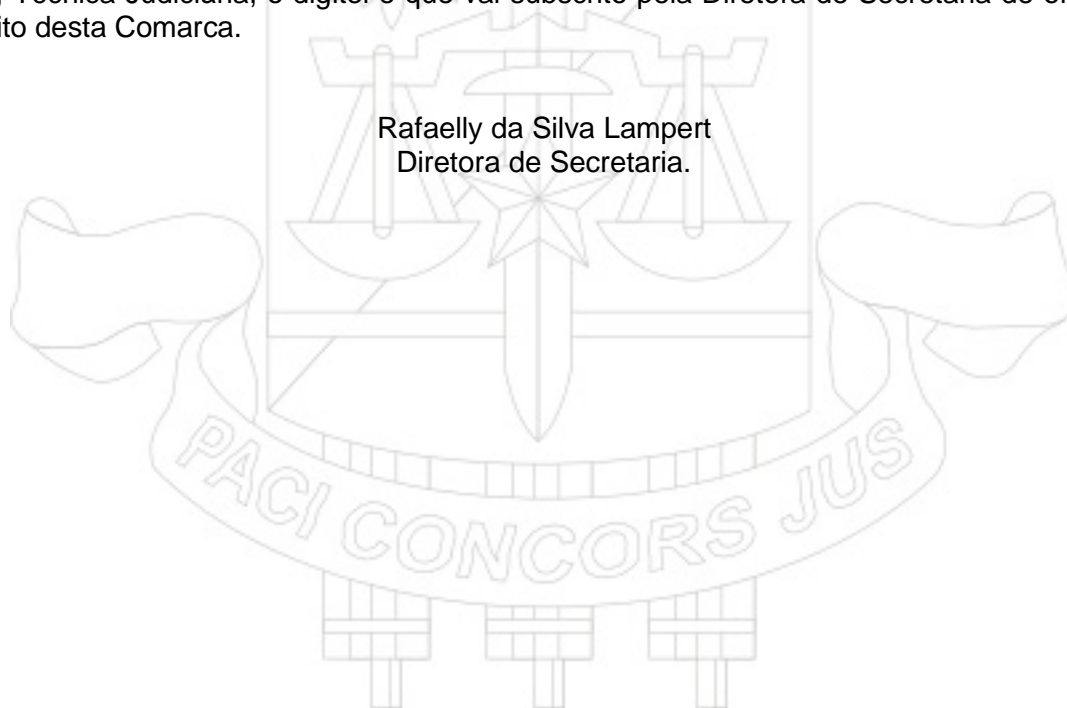 Técnica Judiciária, o digitei e que vai subscrito pela Diretora de Secretaria de
desta Comarca.
Rafaelly da Silva Lampert
Diretora de Secretaria.
PACI CONCORS JUS